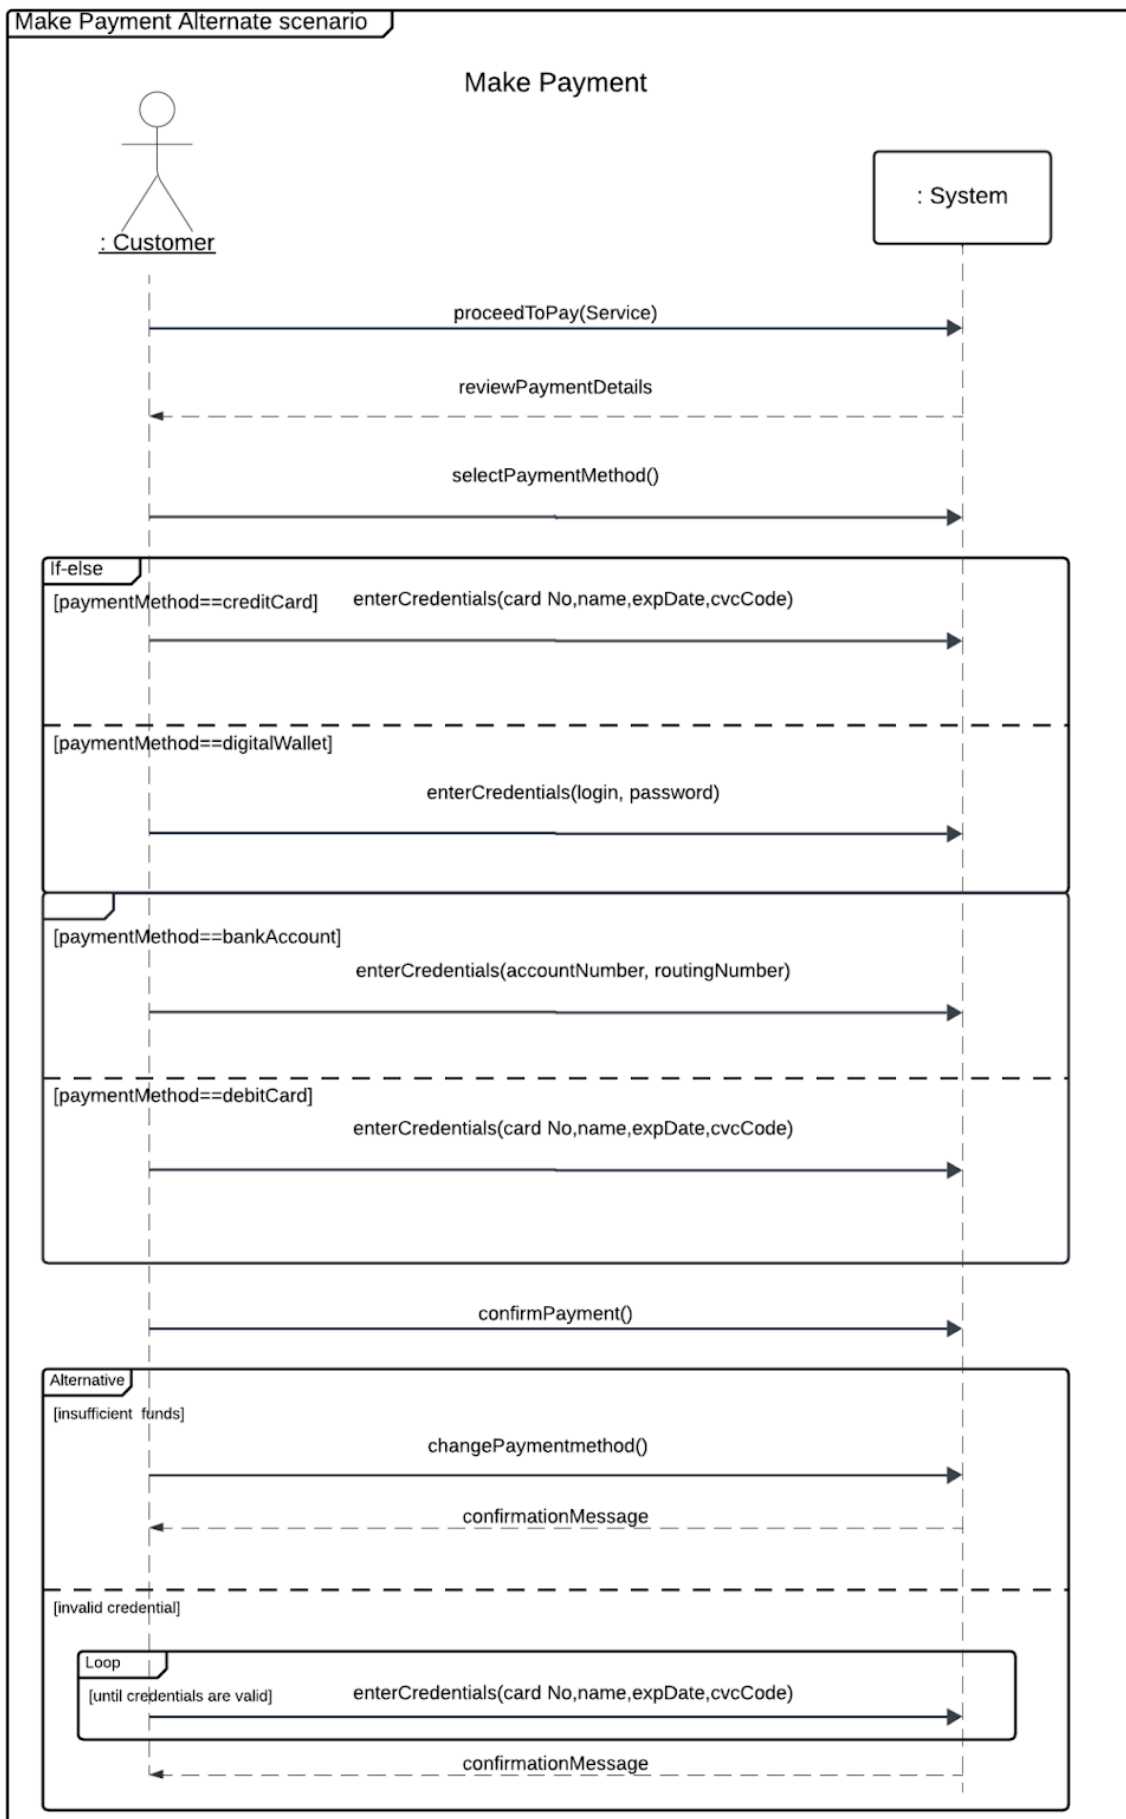 Make Payment Alternate scenario
Make Payment
: Customer
: System
proceedToPay(Service)
reviewPaymentDetails
selectPaymentMethod()
If-else
[paymentMethod==creditCard] enterCredentials(card No,name,expDate,cvcCode)
[paymentMethod==digitalWallet]
enterCredentials(login, password)
[paymentMethod==bankAccount]
enterCredentials(accountNumber, routingNumber)
[paymentMethod==debitCard]
enterCredentials(card No,name,expDate,cvcCode)
confirmPayment()
Alternative
[insufficient funds]
changePaymentmethod()
confirmationMessage
[invalid credential]
Loop
[until credentials are valid] enterCredentials(card No,name,expDate,cvcCode)
confirmationMessage